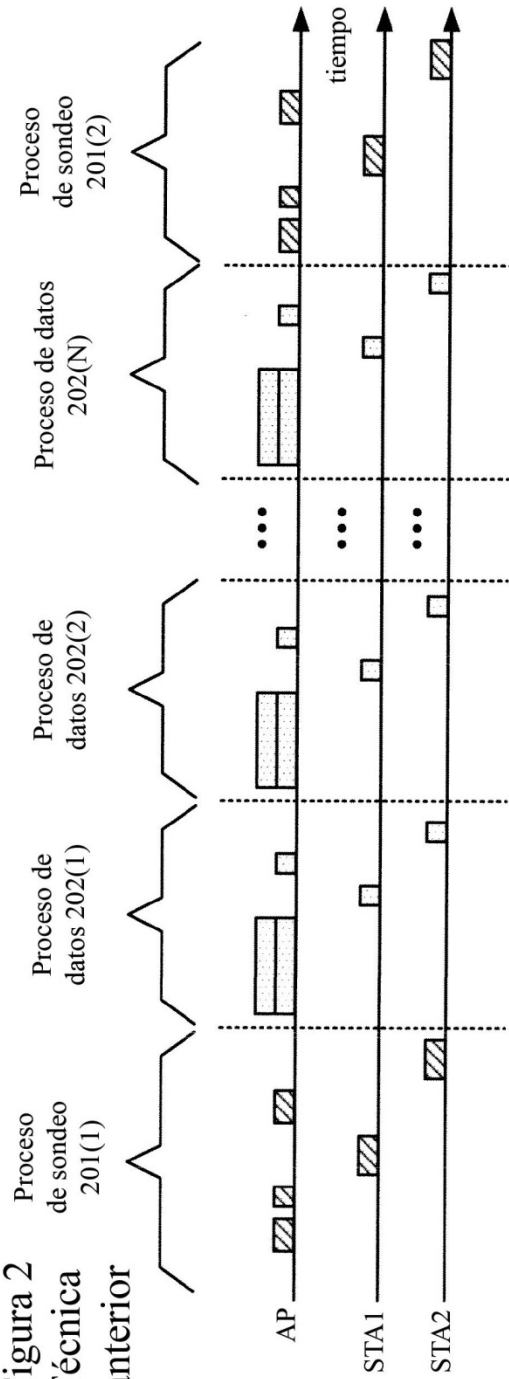 Figura 2
Técnica
anterior
Proceso
de sondeo
201(1)
Proceso de
datos 202(1)
Proceso de
datos 202(2)
Proceso de datos
202(N)
Proceso
de sondeo
201(2)
AP
tiempo
STA1
STA2